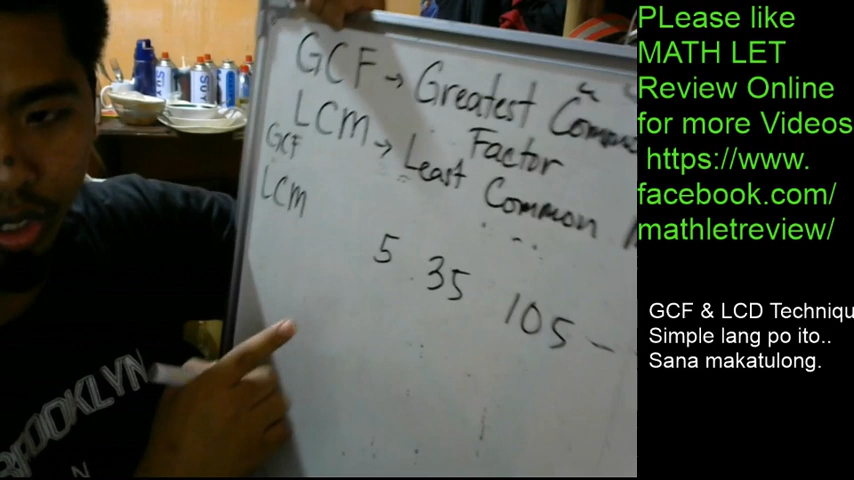 GCF → Greatest Common
Factor
LCM → Least Common
GCF
LCM
5 35 105 –
PLease like
MATH LET
Review Online
for more Videos
https://www.
facebook.com/
mathletreview/
GCF & LCD Techniqu
Simple lang po ito..
Sana makatulong.
BROOKLYN